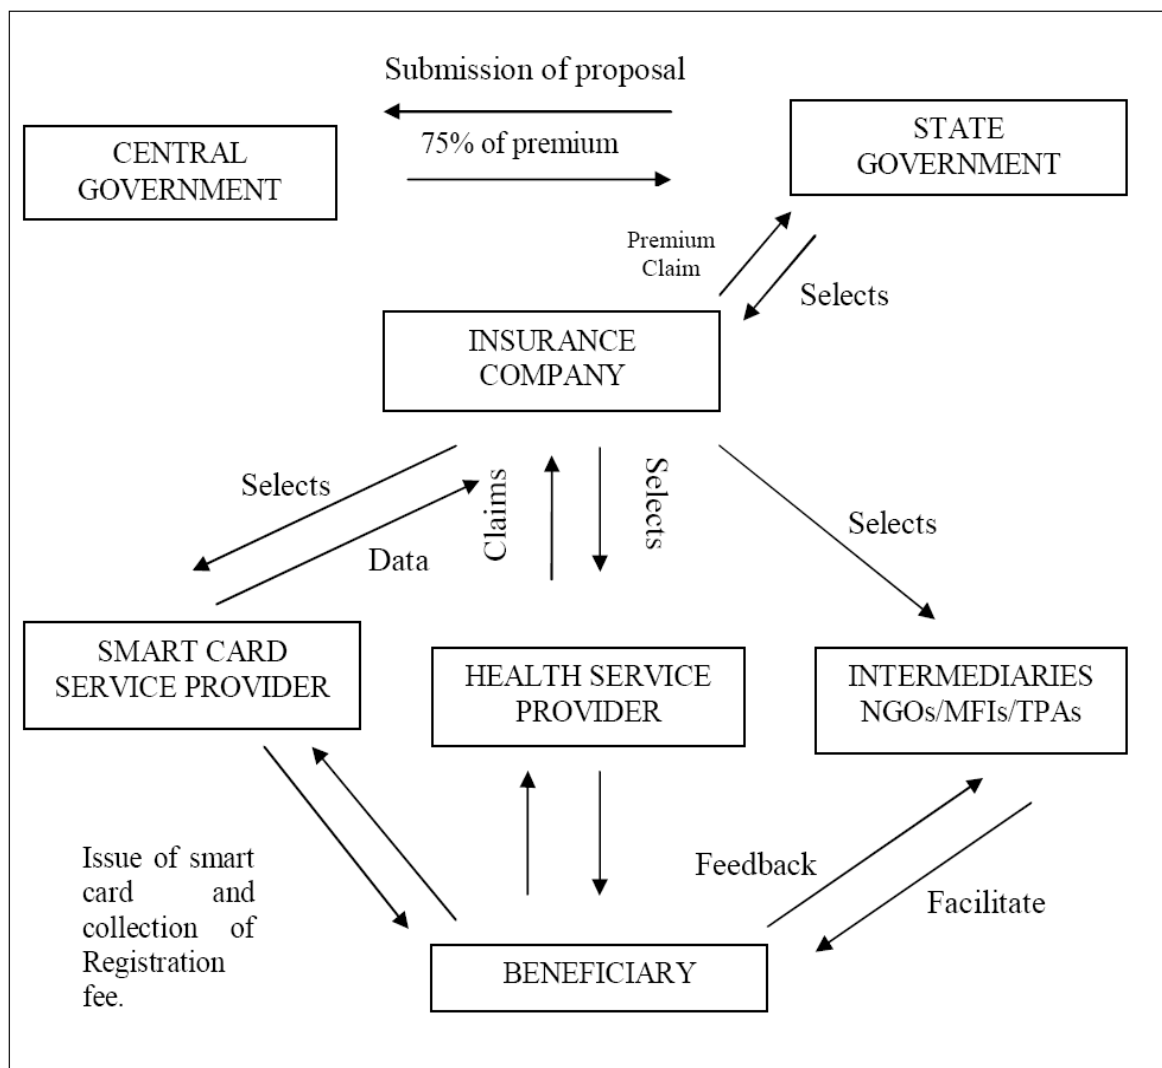 Submission of proposal
75% of premium
CENTRAL
GOVERNMENT
STATE
GOVERNMENT
Premium
Claim
Selects
INSURANCE
COMPANY
Selects
Data
Claims
Selects
Selects
SMART CARD
SERVICE PROVIDER
HEALTH SERVICE
PROVIDER
INTERMEDIARIES
NGOs/MFIs/TPAs
Issue of smart
card and
collection of
Registration
fee.
Feedback
Facilitate
BENEFICIARY